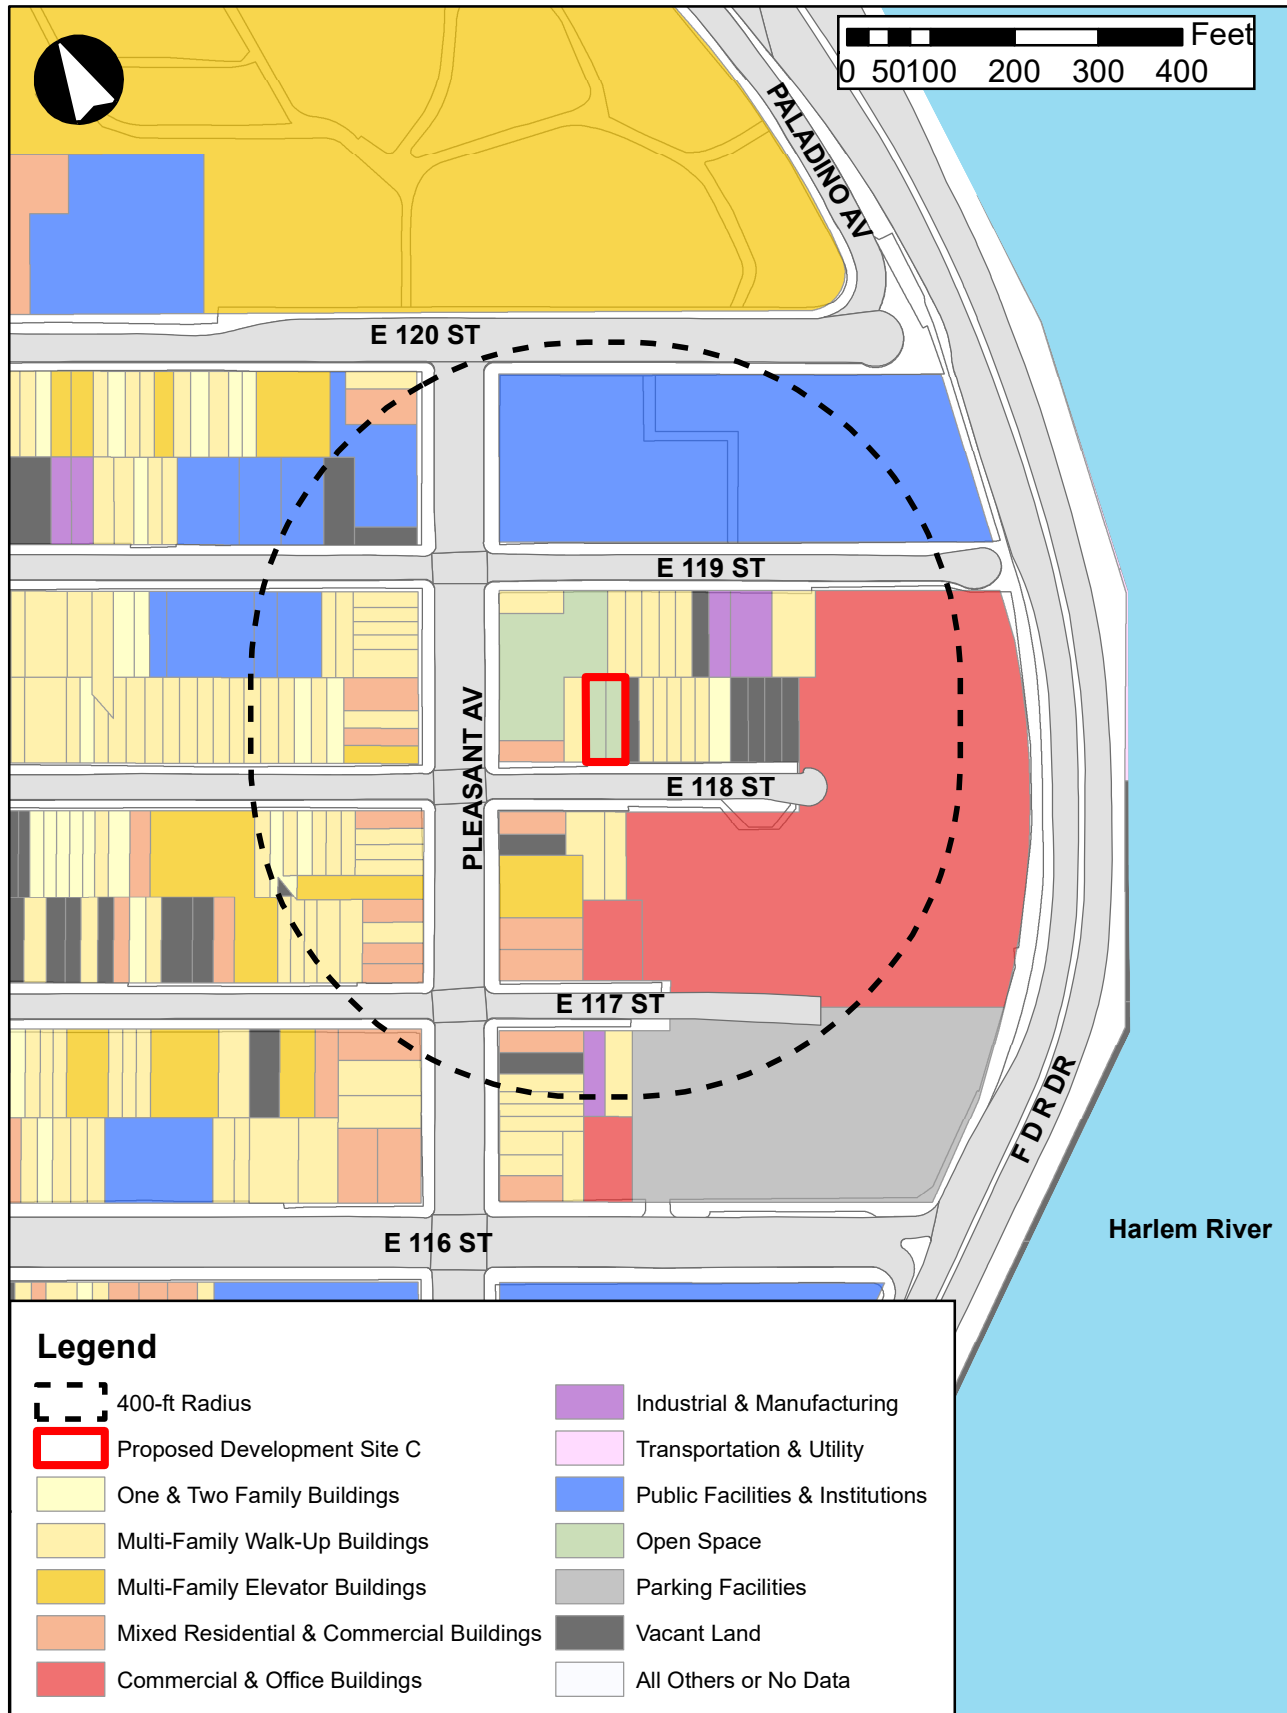 Feet
0 50 100 200 300 400
PALADINO AV
E 120 ST
E 119 ST
PLEASANT AV
E 118 ST
E 117 ST
F D R DR
Harlem River
E 116 ST
Legend
400-ft Radius
Proposed Development Site C
One & Two Family Buildings
Multi-Family Walk-Up Buildings
Multi-Family Elevator Buildings
Mixed Residential & Commercial Buildings
Commercial & Office Buildings
Industrial & Manufacturing
Transportation & Utility
Public Facilities & Institutions
Open Space
Parking Facilities
Vacant Land
All Others or No Data